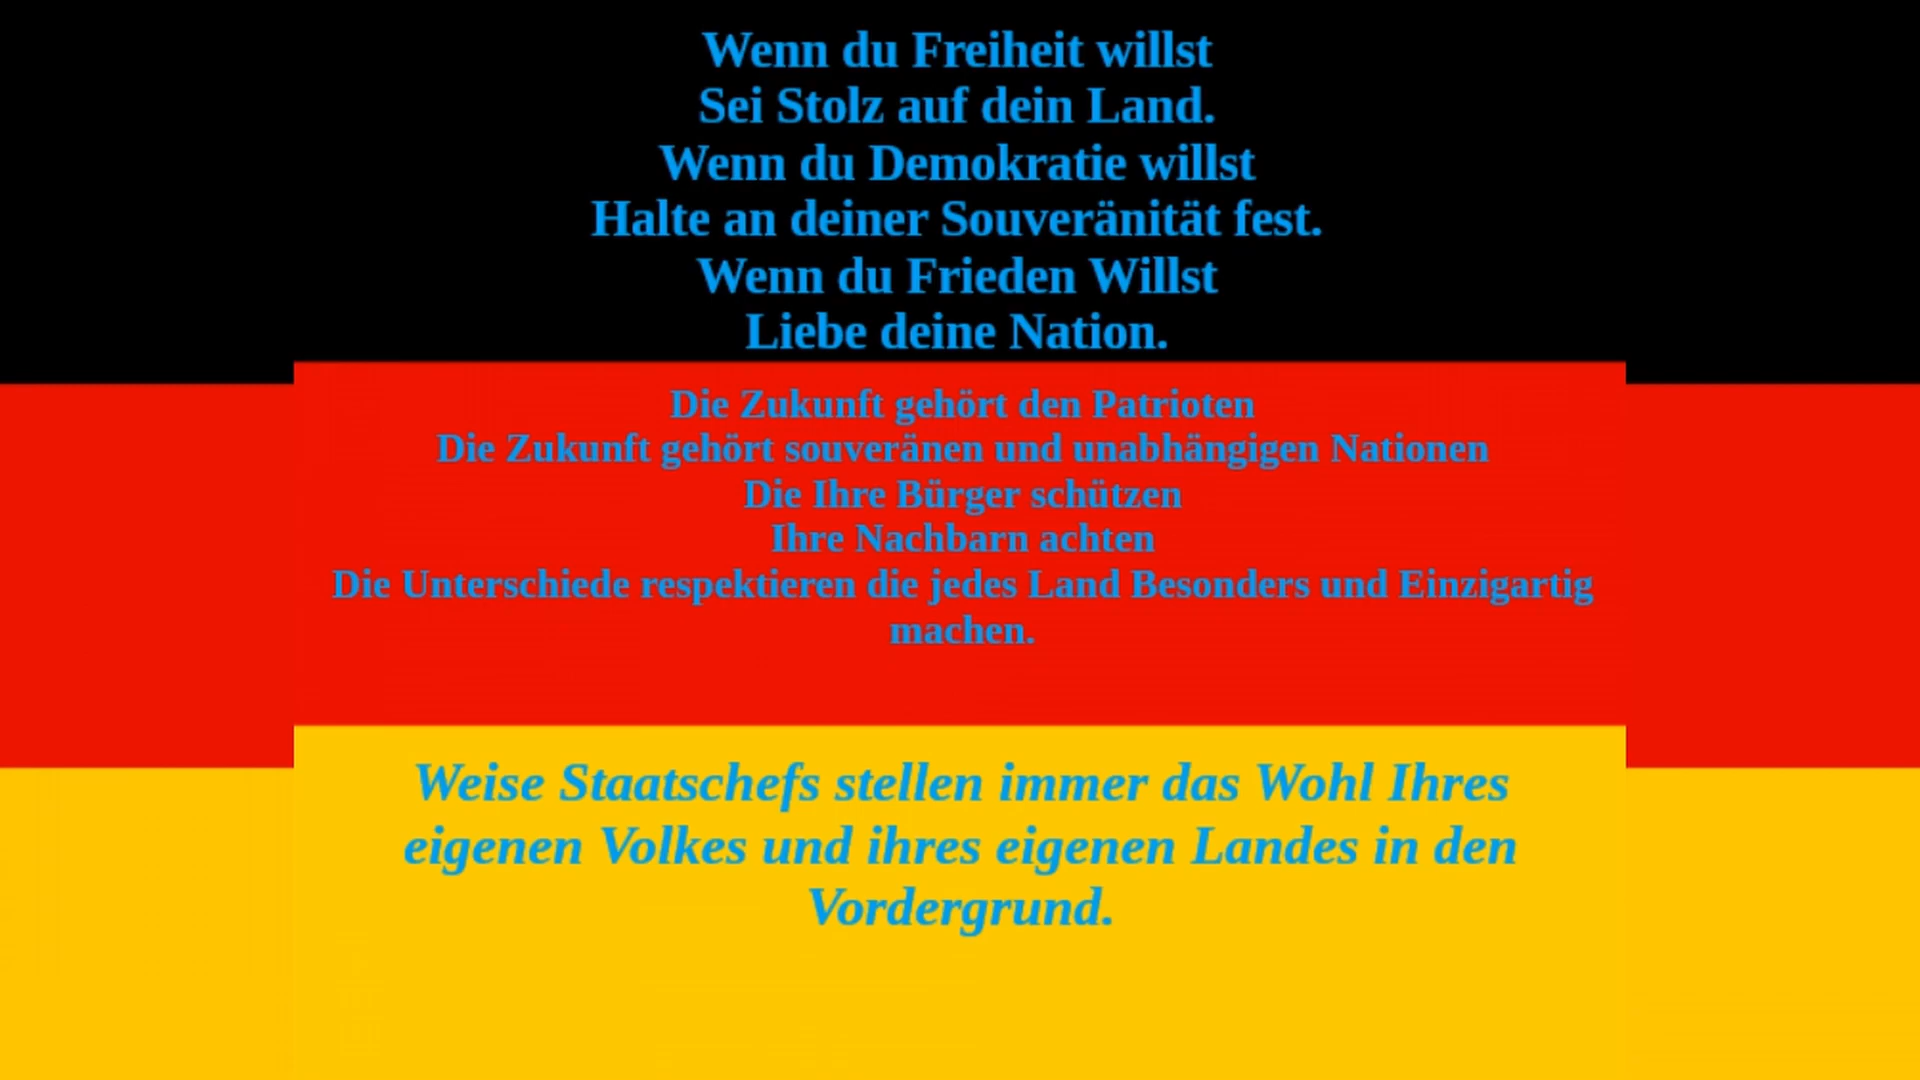 Wenn du Freiheit willst
Sei Stolz auf dein Land.
Wenn du Demokratie willst
Halte an deiner Souveränität fest.
Wenn du Frieden Willst
Liebe deine Nation.
Die Zukunft gehört den Patrioten
Die Zukunft gehört souveränen und unabhängigen Nationen
Die Ihre Bürger schützen
Ihre Nachbarn achten
Die Unterschiede respektieren die jedes Land Besonders und Einzigartig
machen.
Weise Staatschefs stellen immer das Wohl Ihres
eigenen Volkes und ihres eigenen Landes in den
Vordergrund.